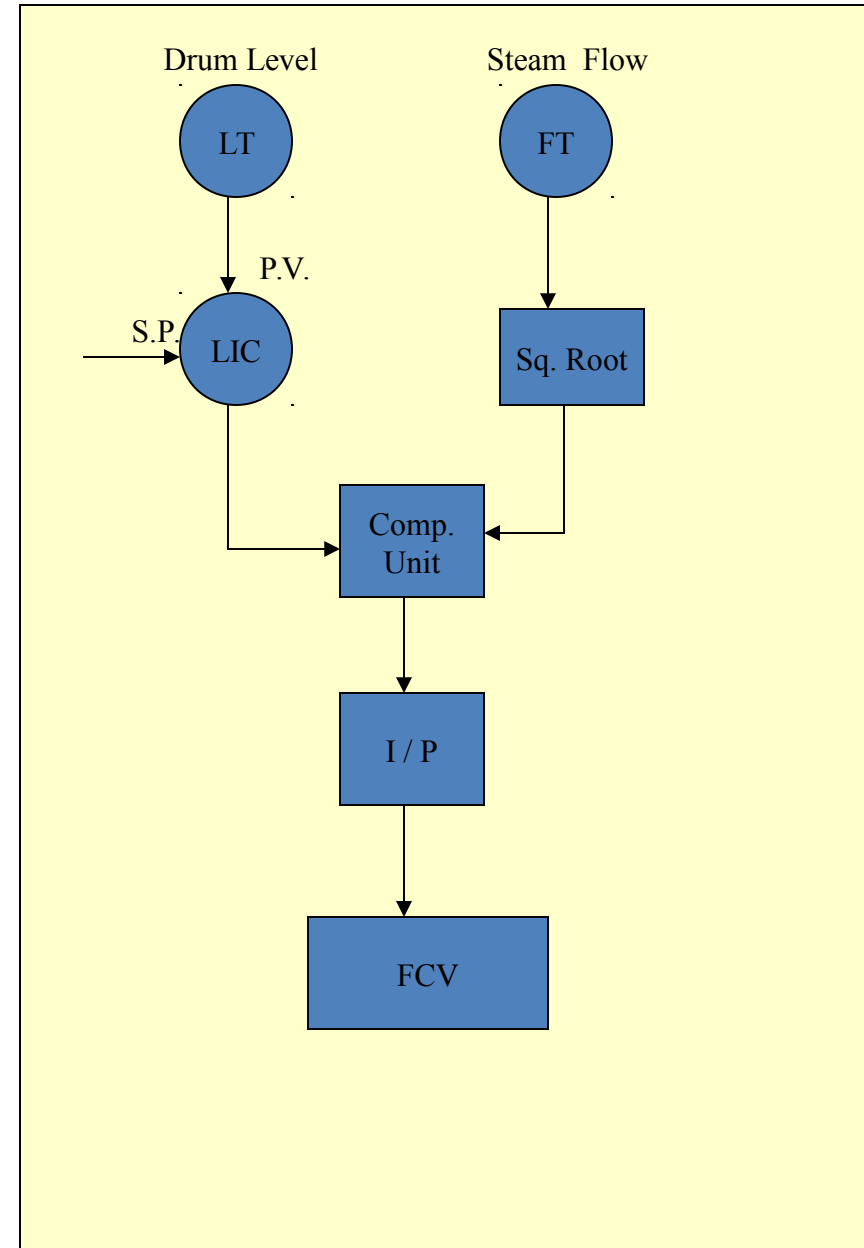 Drum Level
Steam Flow
LT
FT
P.V.
S.P.
LIC
Sq. Root
Comp.
Unit
I / P
FCV